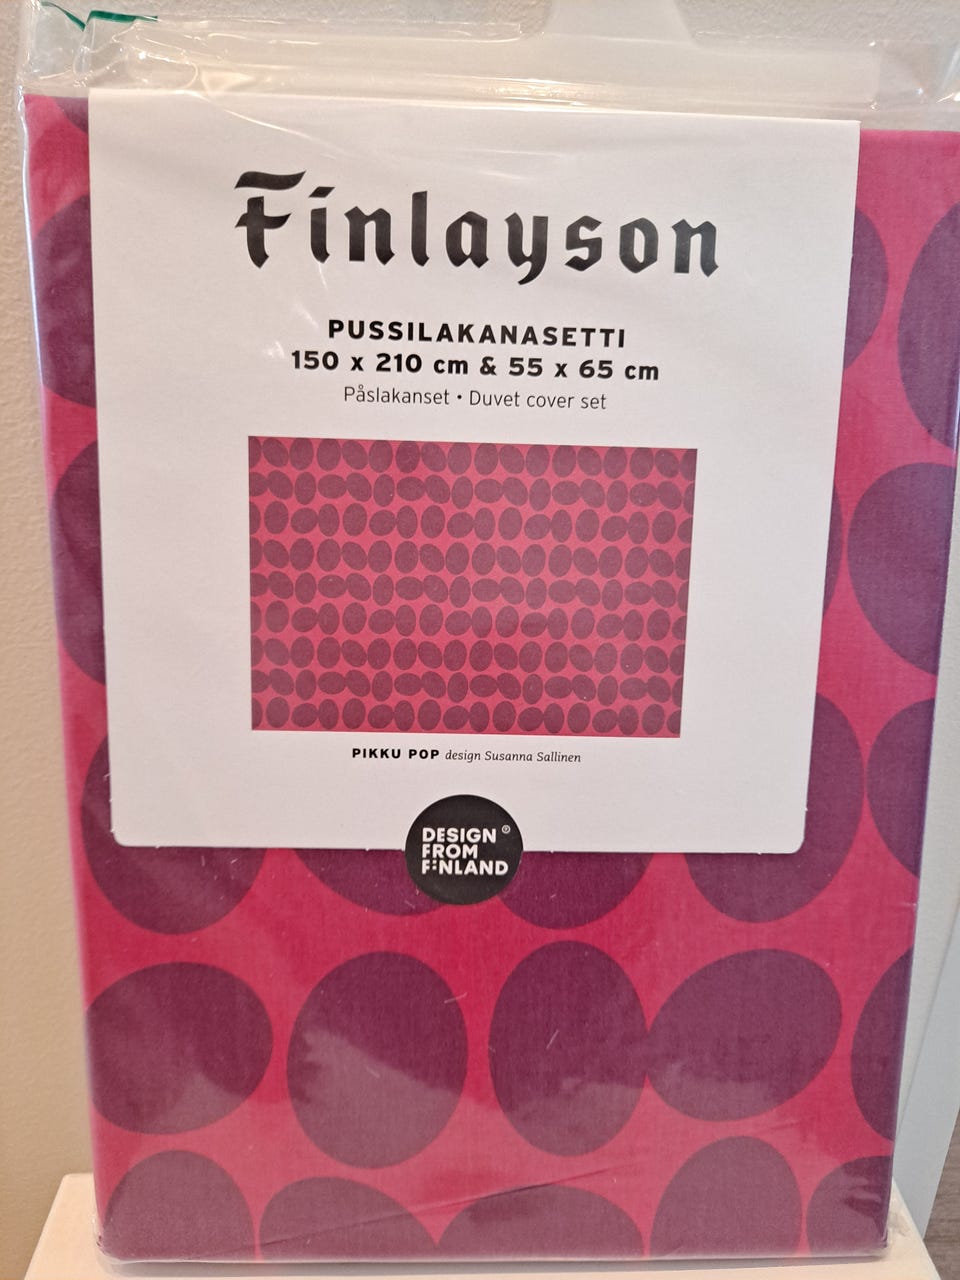 Finlayson
PUSSILAKANASETTI
150 x 210 cm & 55 x 65 cm
Påslakanset • Duvet cover set
PIKKU POP design Susanna Sallinen
DESIGN ®
FROM
FINLAND